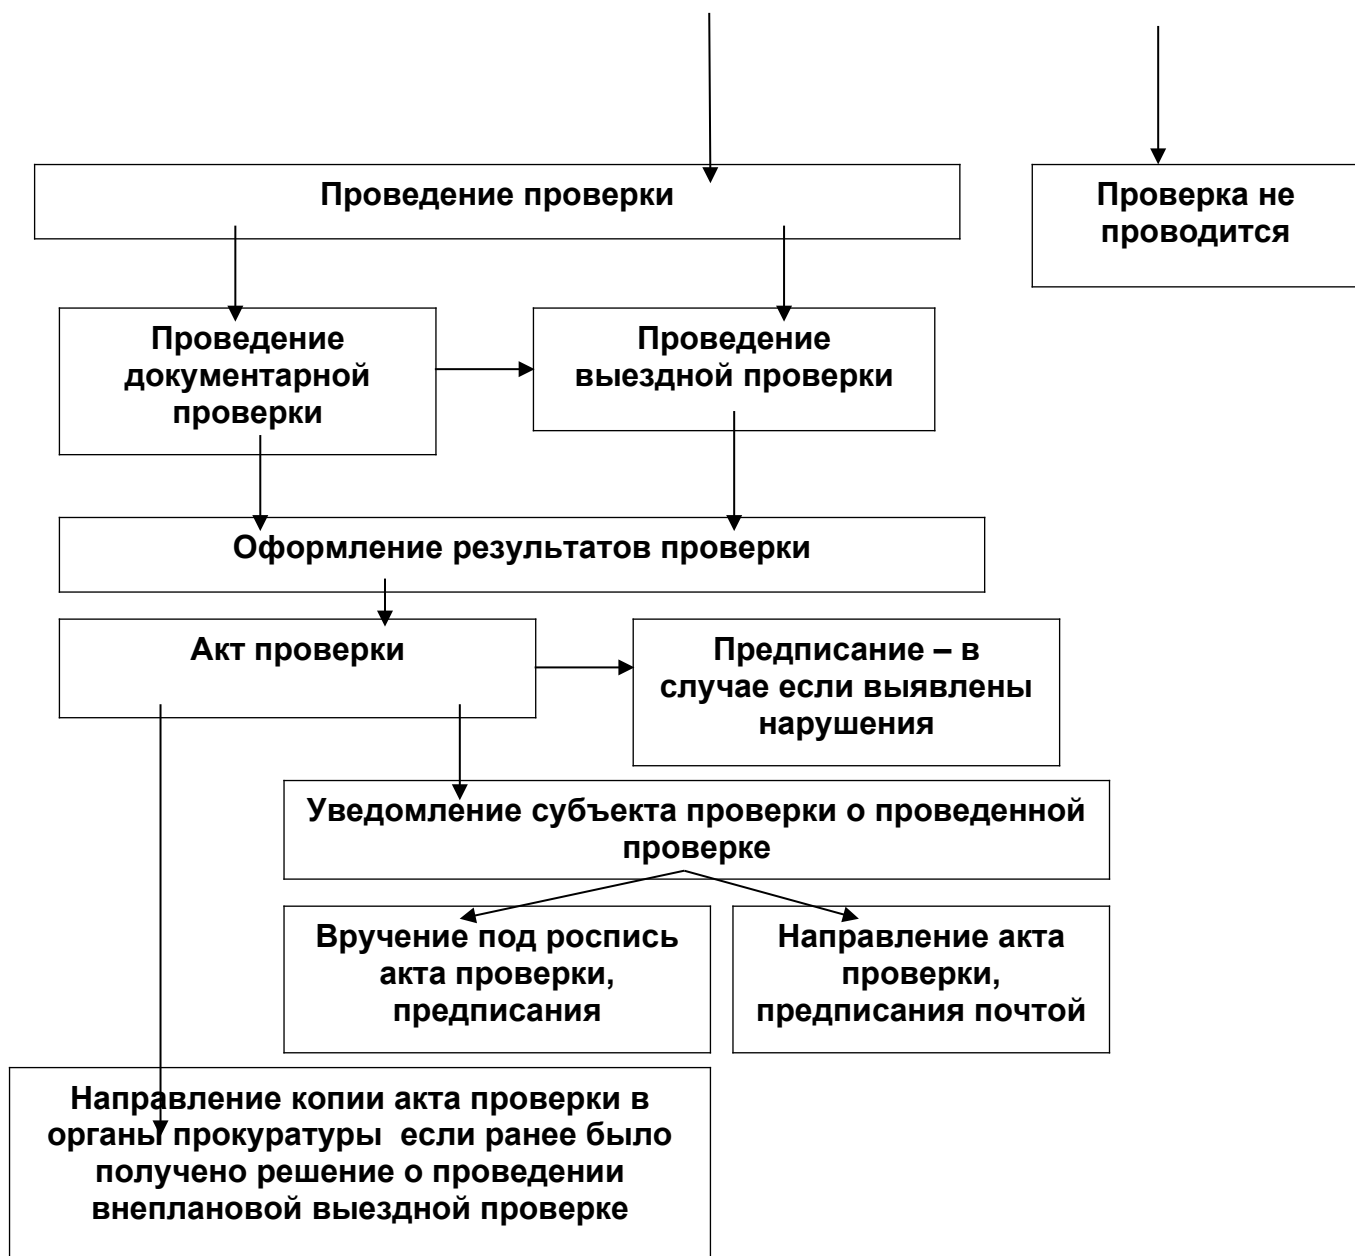 Проведение проверки
Проверка не
проводится
Проведение
документарной
проверки
Проведение
выездной проверки
Оформление результатов проверки
Акт проверки
Предписание – в
случае если выявлены
нарушения
Уведомление субъекта проверки о проведенной
проверке
Вручение под роспись
акта проверки,
предписания
Направление акта
проверки,
предписания почтой
Направление копии акта проверки в
органы прокуратуры  если ранее было
получено решение о проведении
внеплановой выездной проверке